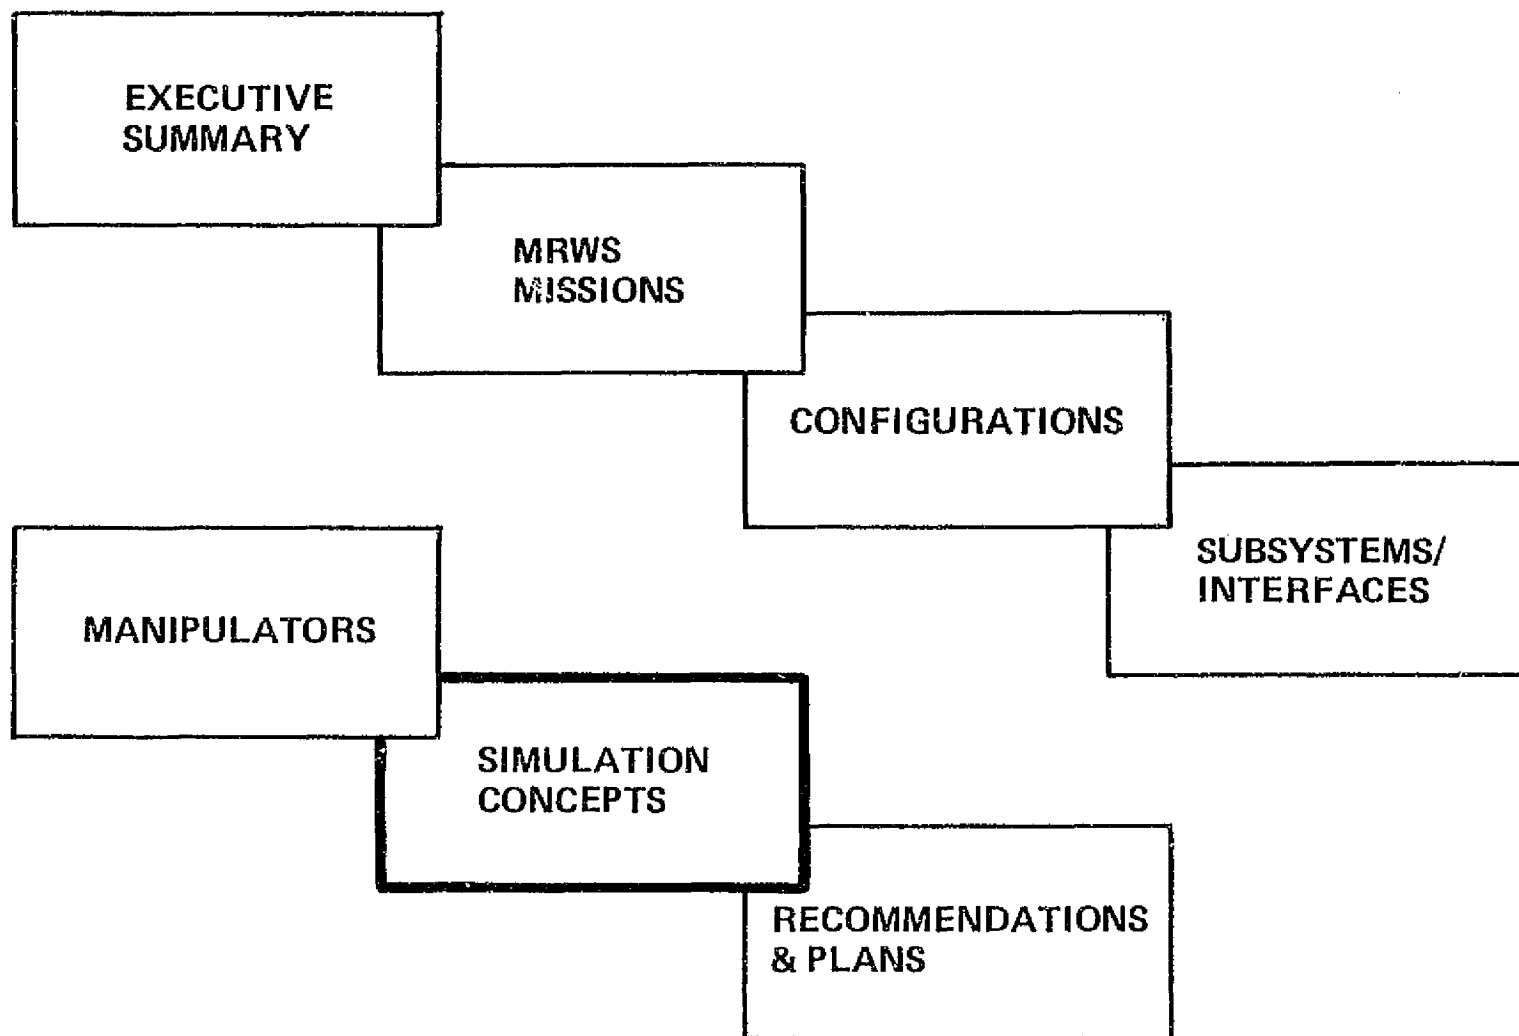 EXECUTIVE
SUMMARY
MRWS
MISSIONS
CONFIGURATIONS
SUBSYSTEMS/
INTERFACES
MANIPULATORS
SIMULATION
CONCEPTS
RECOMMENDATIONS
& PLANS